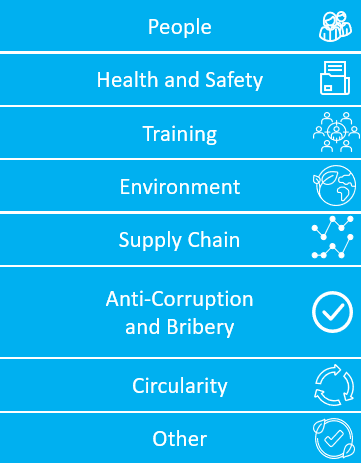 People
Health and Safety
Training
Environment
Supply Chain
Anti-Corruption
and Bribery
Circularity
Other